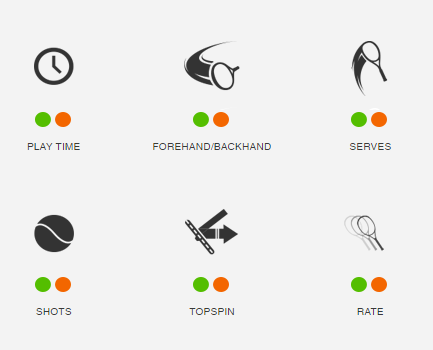 PLAY TIME
FOREHAND/BACKHAND
SERVES
SHOTS
TOPSPIN
RATE